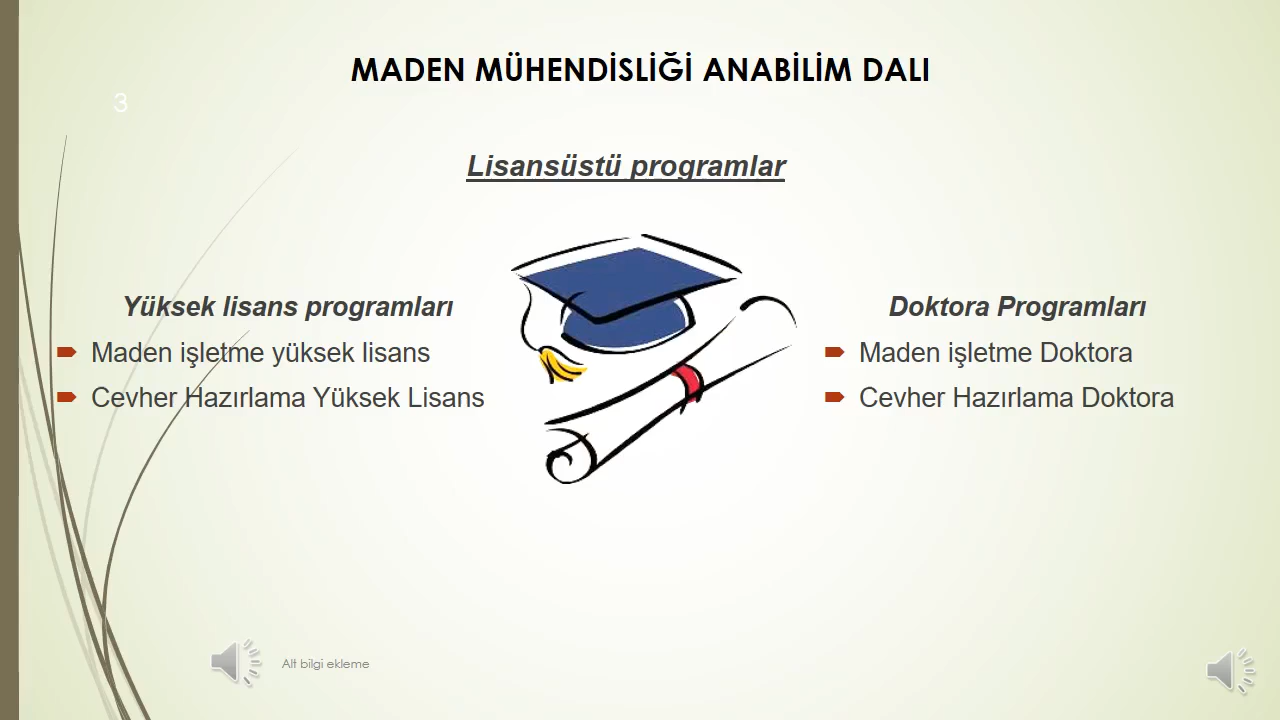 MADEN MÜHENDİSLİĞİ ANABİLİM DALI
3
Lisansüstü programlar
Yüksek lisans programları
Maden işletme yüksek lisans
Cevher Hazırlama Yüksek Lisans
Doktora Programları
Maden işletme Doktora
Cevher Hazırlama Doktora
Alt bilgi ekleme